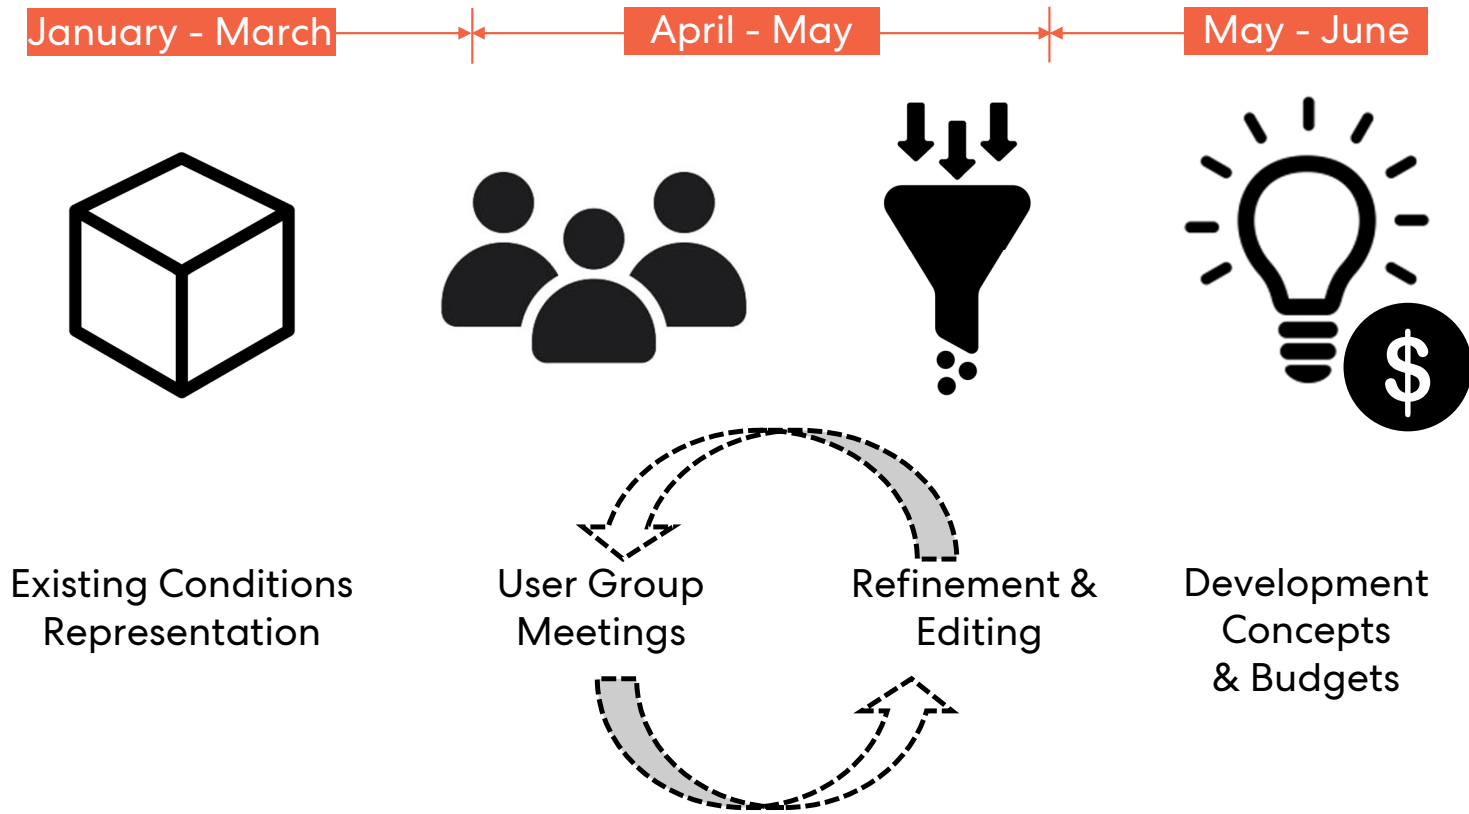 January - March
April - May
May - June
$
Existing Conditions
Representation
User Group
Meetings
Refinement &
Editing
Development
Concepts
& Budgets